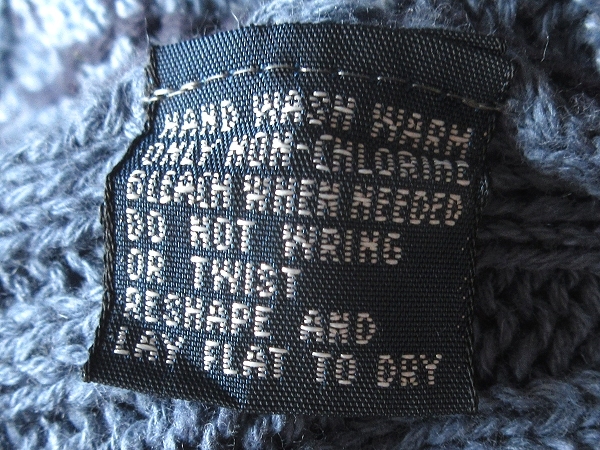 HAND WASH WARM
ONLY NON-CHLORINE
BLEACH WHEN NEEDED
DO NOT WRING
OR TWIST
RESHAPE AND
LAY FLAT TO DRY